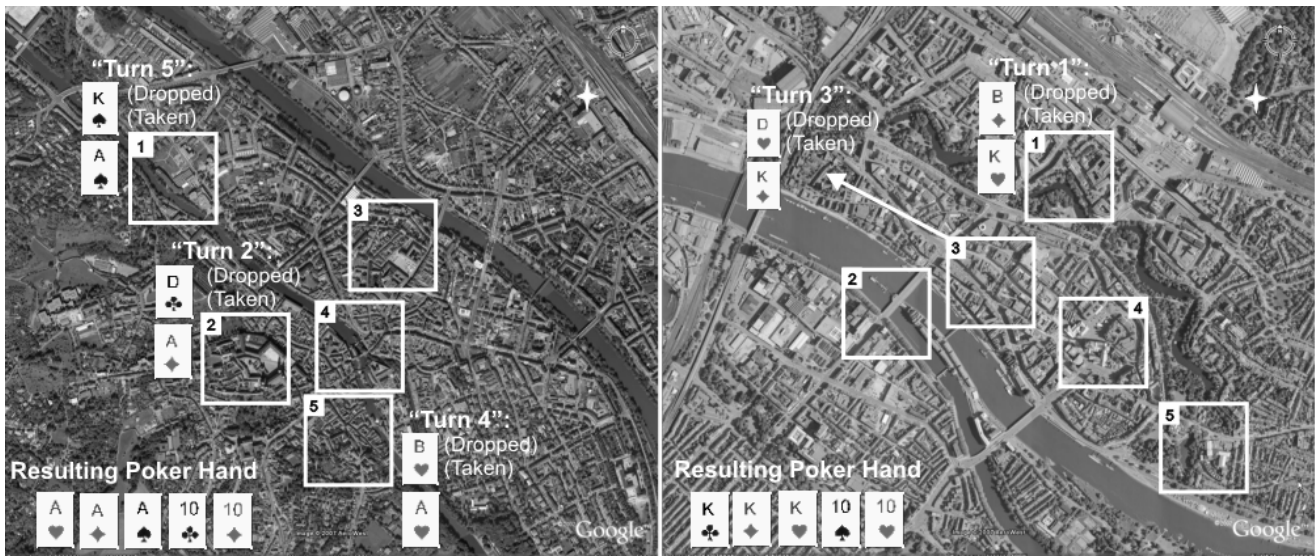 “Turn 5”:
K
(Dropped)
(Taken)
A
1
3
“Turn 2”:
D
(Dropped)
(Taken)
A
2
4
5
“Turn 4”:
B
(Dropped)
(Taken)
A
Resulting Poker Hand
A A A 10 10
Google
“Turn 3”:
D
(Dropped)
(Taken)
K
“Turn 1”:
B
(Dropped)
(Taken)
K
1
2
3
4
5
Resulting Poker Hand
K K K 10 10
Google